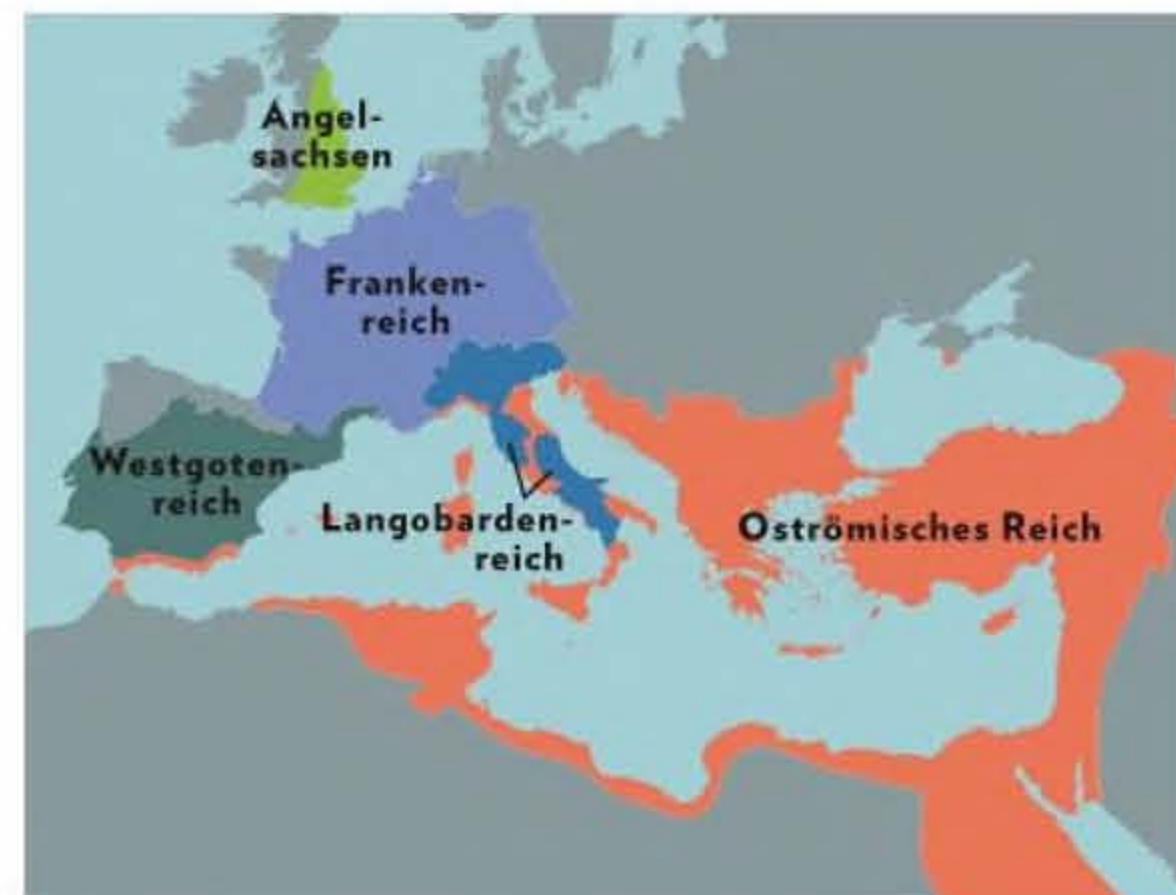 Angel-
sachsen
Franken-
reich
Westgoten-
reich
Langobarden-
reich
Oströmisches Reich